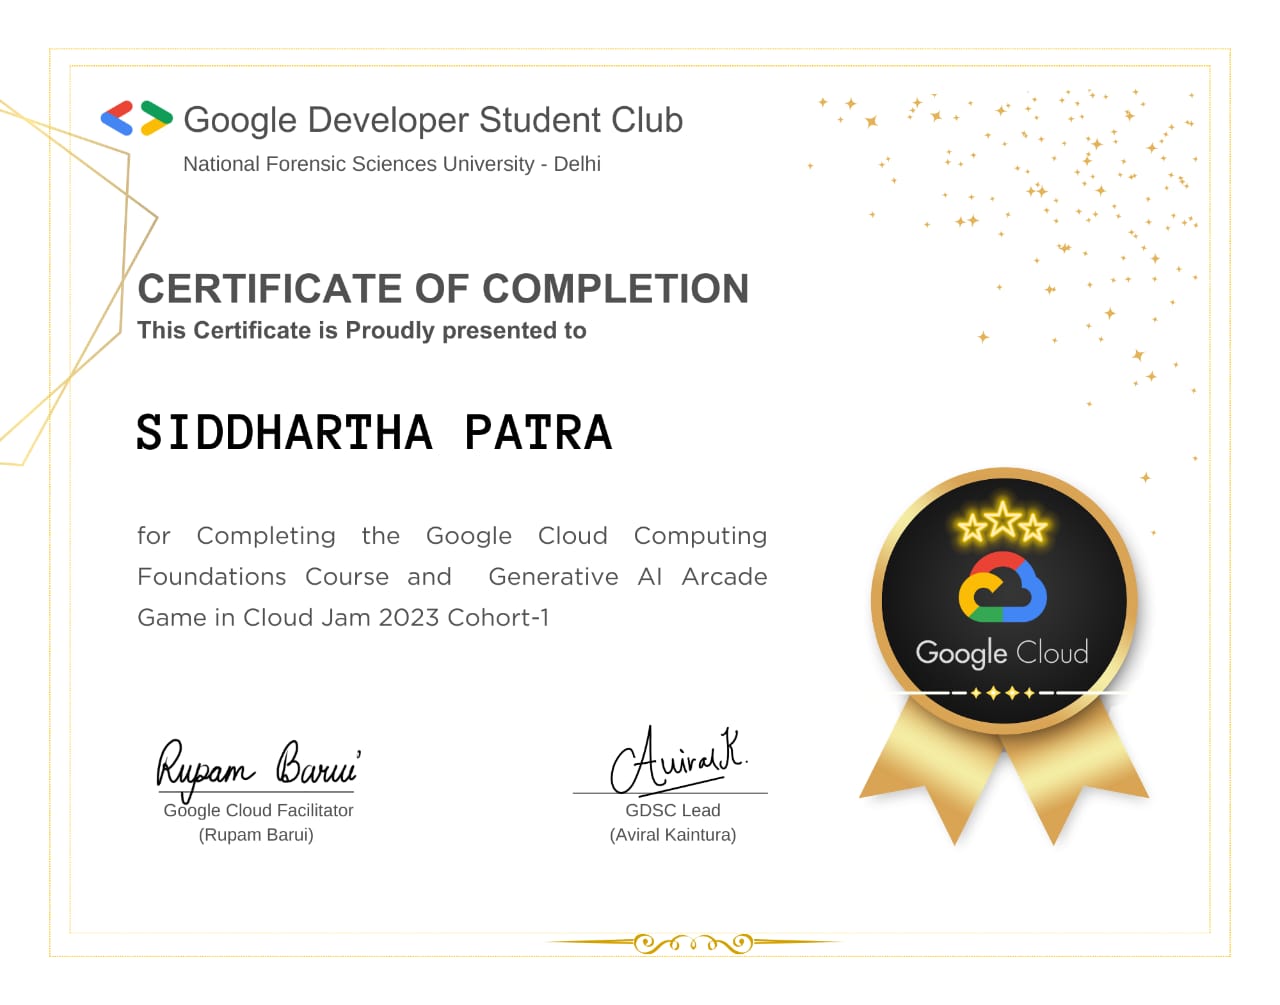 Google Developer Student Club
National Forensic Sciences University - Delhi
CERTIFICATE OF COMPLETION
This Certificate is Proudly presented to
SIDDHARTHA PATRA
for Completing the Google Cloud Computing
Foundations Course and Generative AI Arcade
Game in Cloud Jam 2023 Cohort-1
Google Cloud
Rupam Barui
Aviral.K.
Google Cloud Facilitator
(Rupam Barui)
GDSC Lead
(Aviral Kaintura)